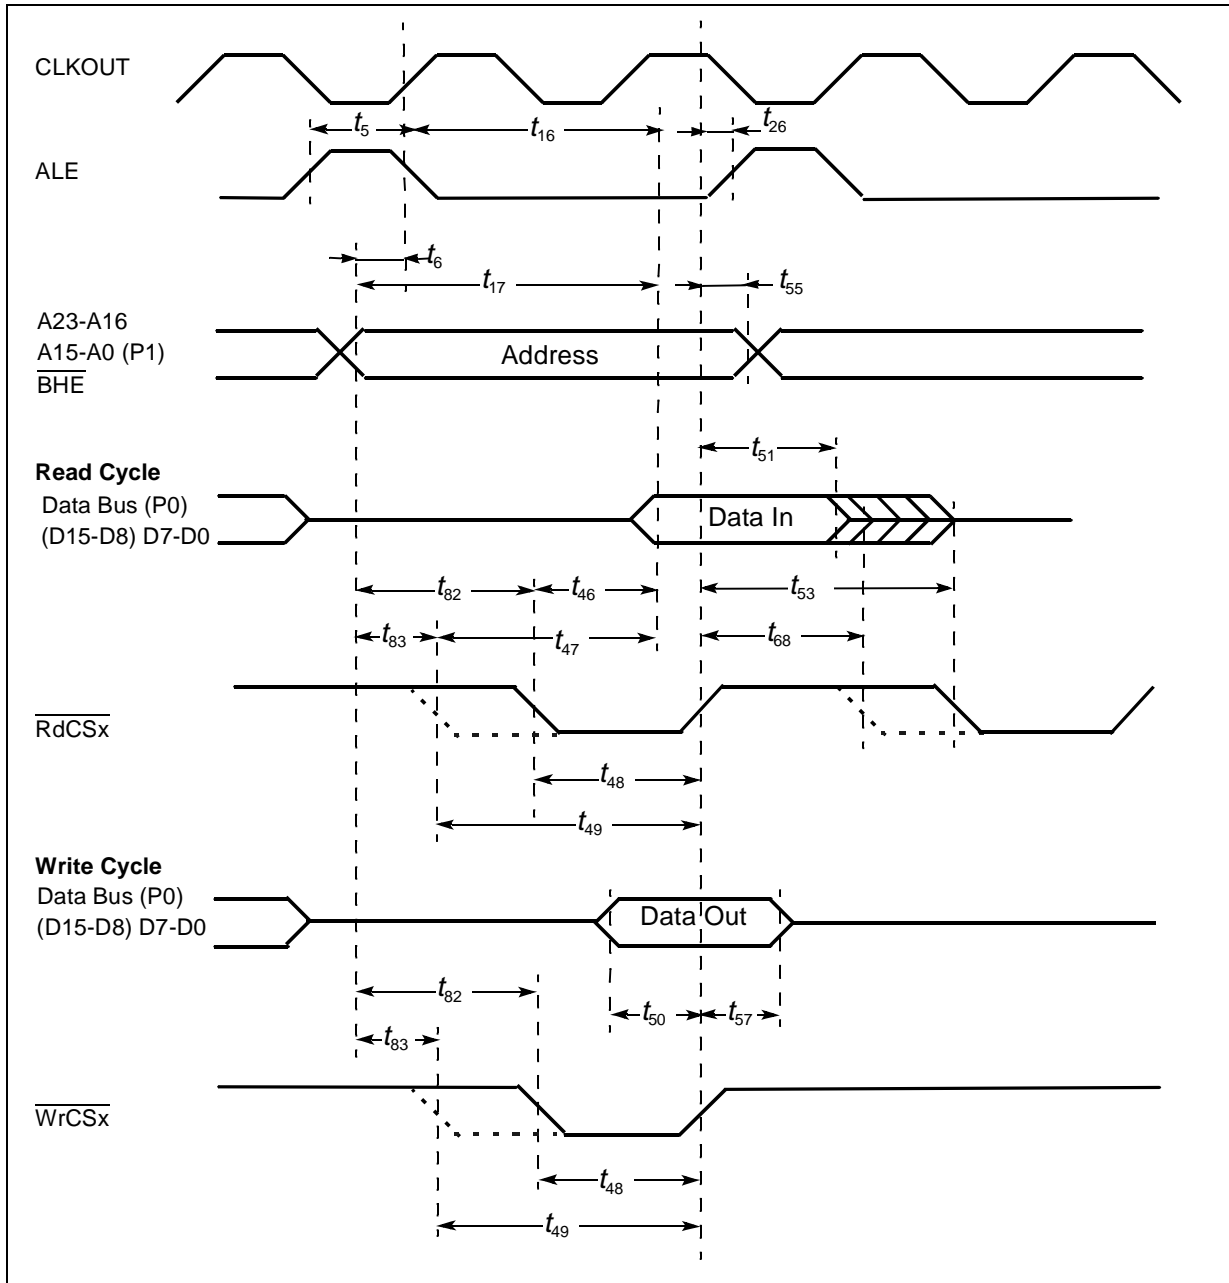 CLKOUT
t5
t16
t26
ALE
t6
t17
t55
A23-A16
A15-A0 (P1)
BHE
Address
t51
Read Cycle
Data Bus (P0)
(D15-D8) D7-D0
Data In
t82
t46
t53
t83
t47
t68
RdCSx
t48
t49
Write Cycle
Data Bus (P0)
(D15-D8) D7-D0
Data Out
t82
t50
t57
t83
WrCSx
t48
t49